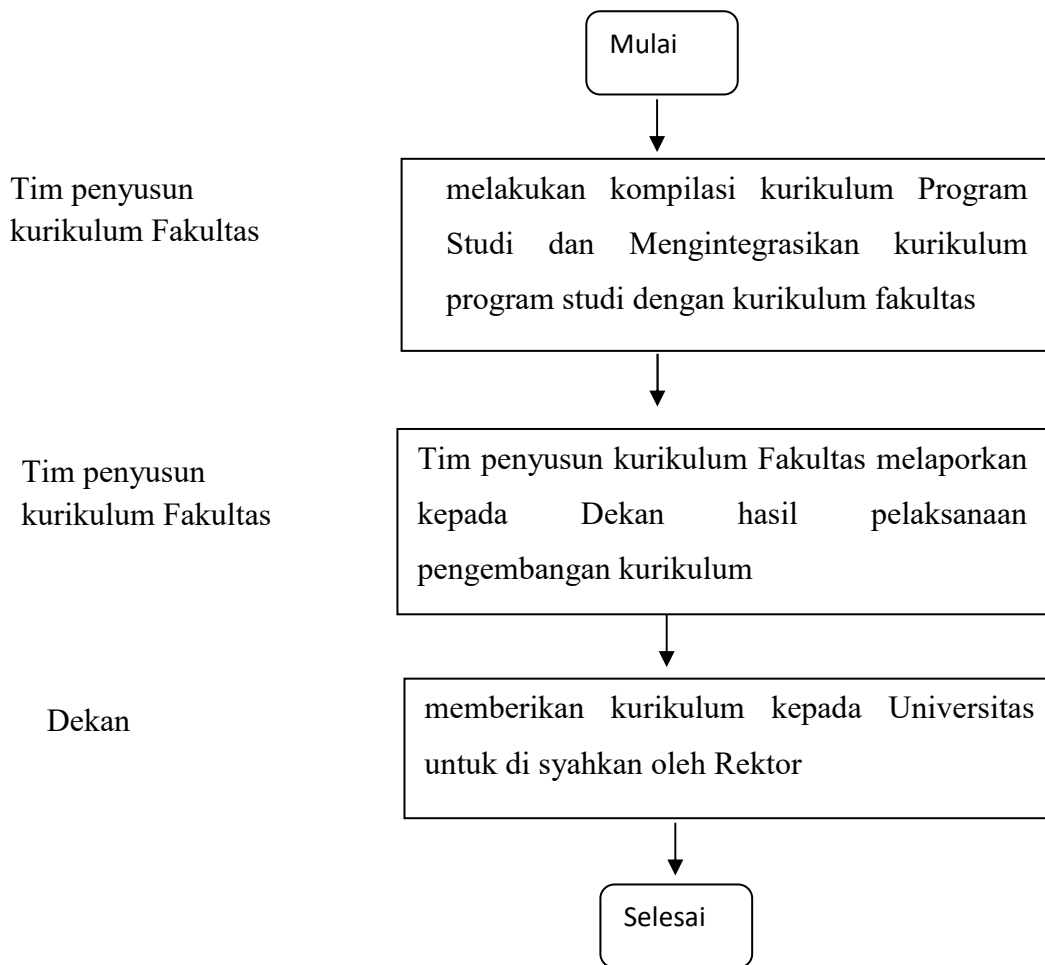 Mulai
Tim penyusun
kurikulum Fakultas
melakukan kompilasi kurikulum Program
Studi dan Mengintegrasikan kurikulum
program studi dengan kurikulum fakultas
Tim penyusun
kurikulum Fakultas
Tim penyusun kurikulum Fakultas melaporkan
kepada Dekan hasil pelaksanaan
pengembangan kurikulum
Dekan
memberikan kurikulum kepada Universitas
untuk di syahkan oleh Rektor
Selesai